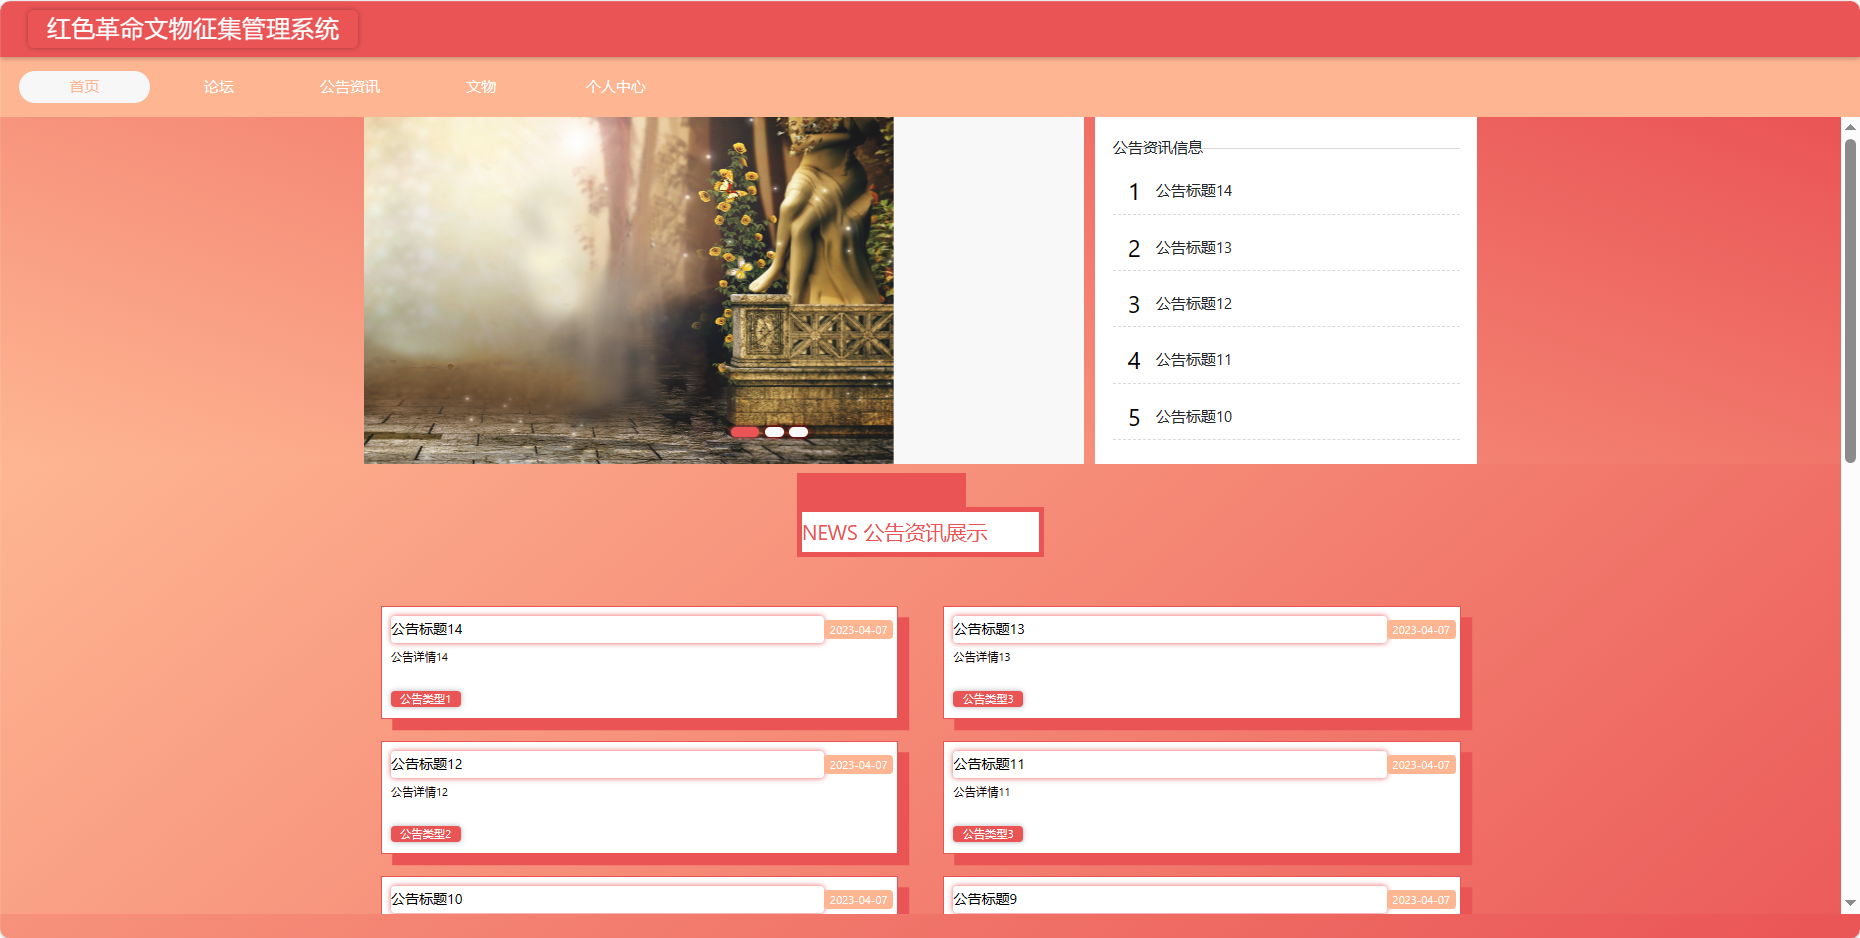 红色革命文物征集管理系统
首页 论坛 公告资讯 文物 个人中心
公告资讯信息
1 公告标题14
2 公告标题13
3 公告标题12
4 公告标题11
5 公告标题10
NEWS 公告资讯展示
公告标题14 2023-04-07
公告详情14
公告类型1
公告标题13 2023-04-07
公告详情13
公告类型3
公告标题12 2023-04-07
公告详情12
公告类型2
公告标题11 2023-04-07
公告详情11
公告类型3
公告标题10 2023-04-07
公告标题9 2023-04-07